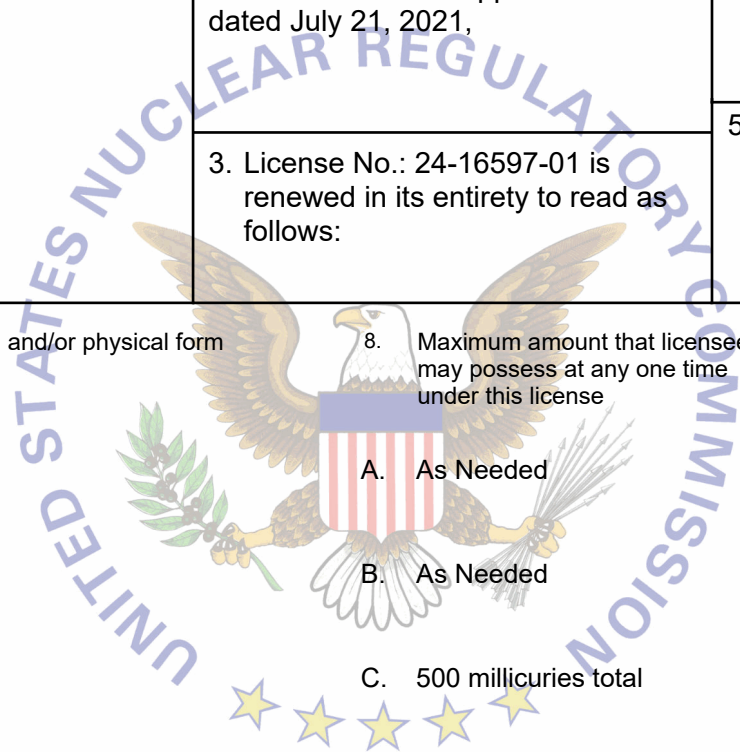 dated July 21, 2021,
5
3. License No.: 24-16597-01 is
renewed in its entirety to read as
follows:
and/or physical form
8. Maximum amount that licensee
may possess at any one time
under this license
A. As Needed
B. As Needed
C. 500 millicuries total
UNITED STATES NUCLEAR REGULATORY COMMISSION